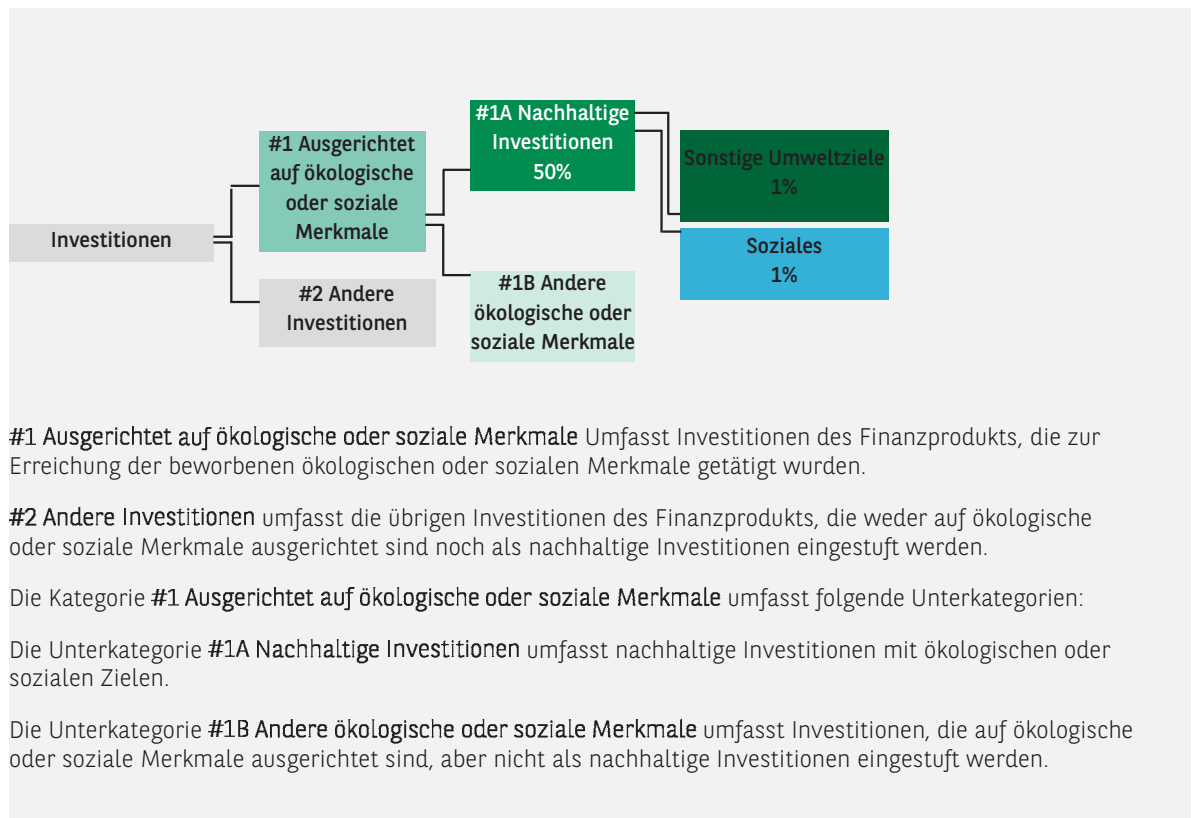 #1A Nachhaltige
Investitionen
50%
#1 Ausgerichtet
auf ökologische
oder soziale
Merkmale
Sonstige Umweltziele
1%
Investitionen
Soziales
1%
#2 Andere
Investitionen
#1B Andere
ökologische oder
soziale Merkmale
#1 Ausgerichtet auf ökologische oder soziale Merkmale Umfasst Investitionen des Finanzprodukts, die zur
Erreichung der beworbenen ökologischen oder sozialen Merkmale getätigt wurden.
#2 Andere Investitionen umfasst die übrigen Investitionen des Finanzprodukts, die weder auf ökologische
oder soziale Merkmale ausgerichtet sind noch als nachhaltige Investitionen eingestuft werden.
Die Kategorie #1 Ausgerichtet auf ökologische oder soziale Merkmale umfasst folgende Unterkategorien:
Die Unterkategorie #1A Nachhaltige Investitionen umfasst nachhaltige Investitionen mit ökologischen oder
sozialen Zielen.
Die Unterkategorie #1B Andere ökologische oder soziale Merkmale umfasst Investitionen, die auf ökologische
oder soziale Merkmale ausgerichtet sind, aber nicht als nachhaltige Investitionen eingestuft werden.